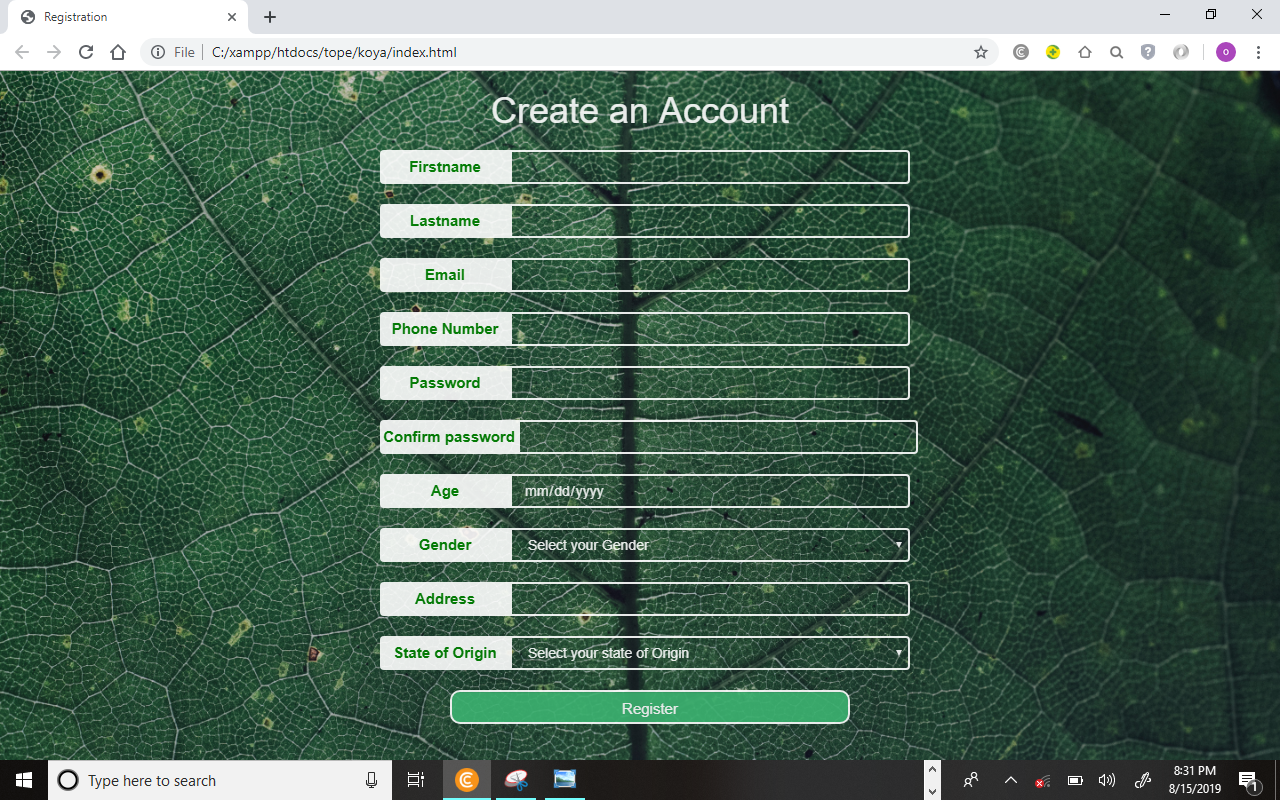 Registration
File
C:/xampp/htdocs/tope/koya/index.html
o
Create an Account
Firstname
Lastname
Email
Phone Number
Password
Confirm password
Age mm/dd/yyyy
Gender Select your Gender
Address
State of Origin Select your state of Origin
Register
Type here to search
8:31 PM
8/15/2019
1